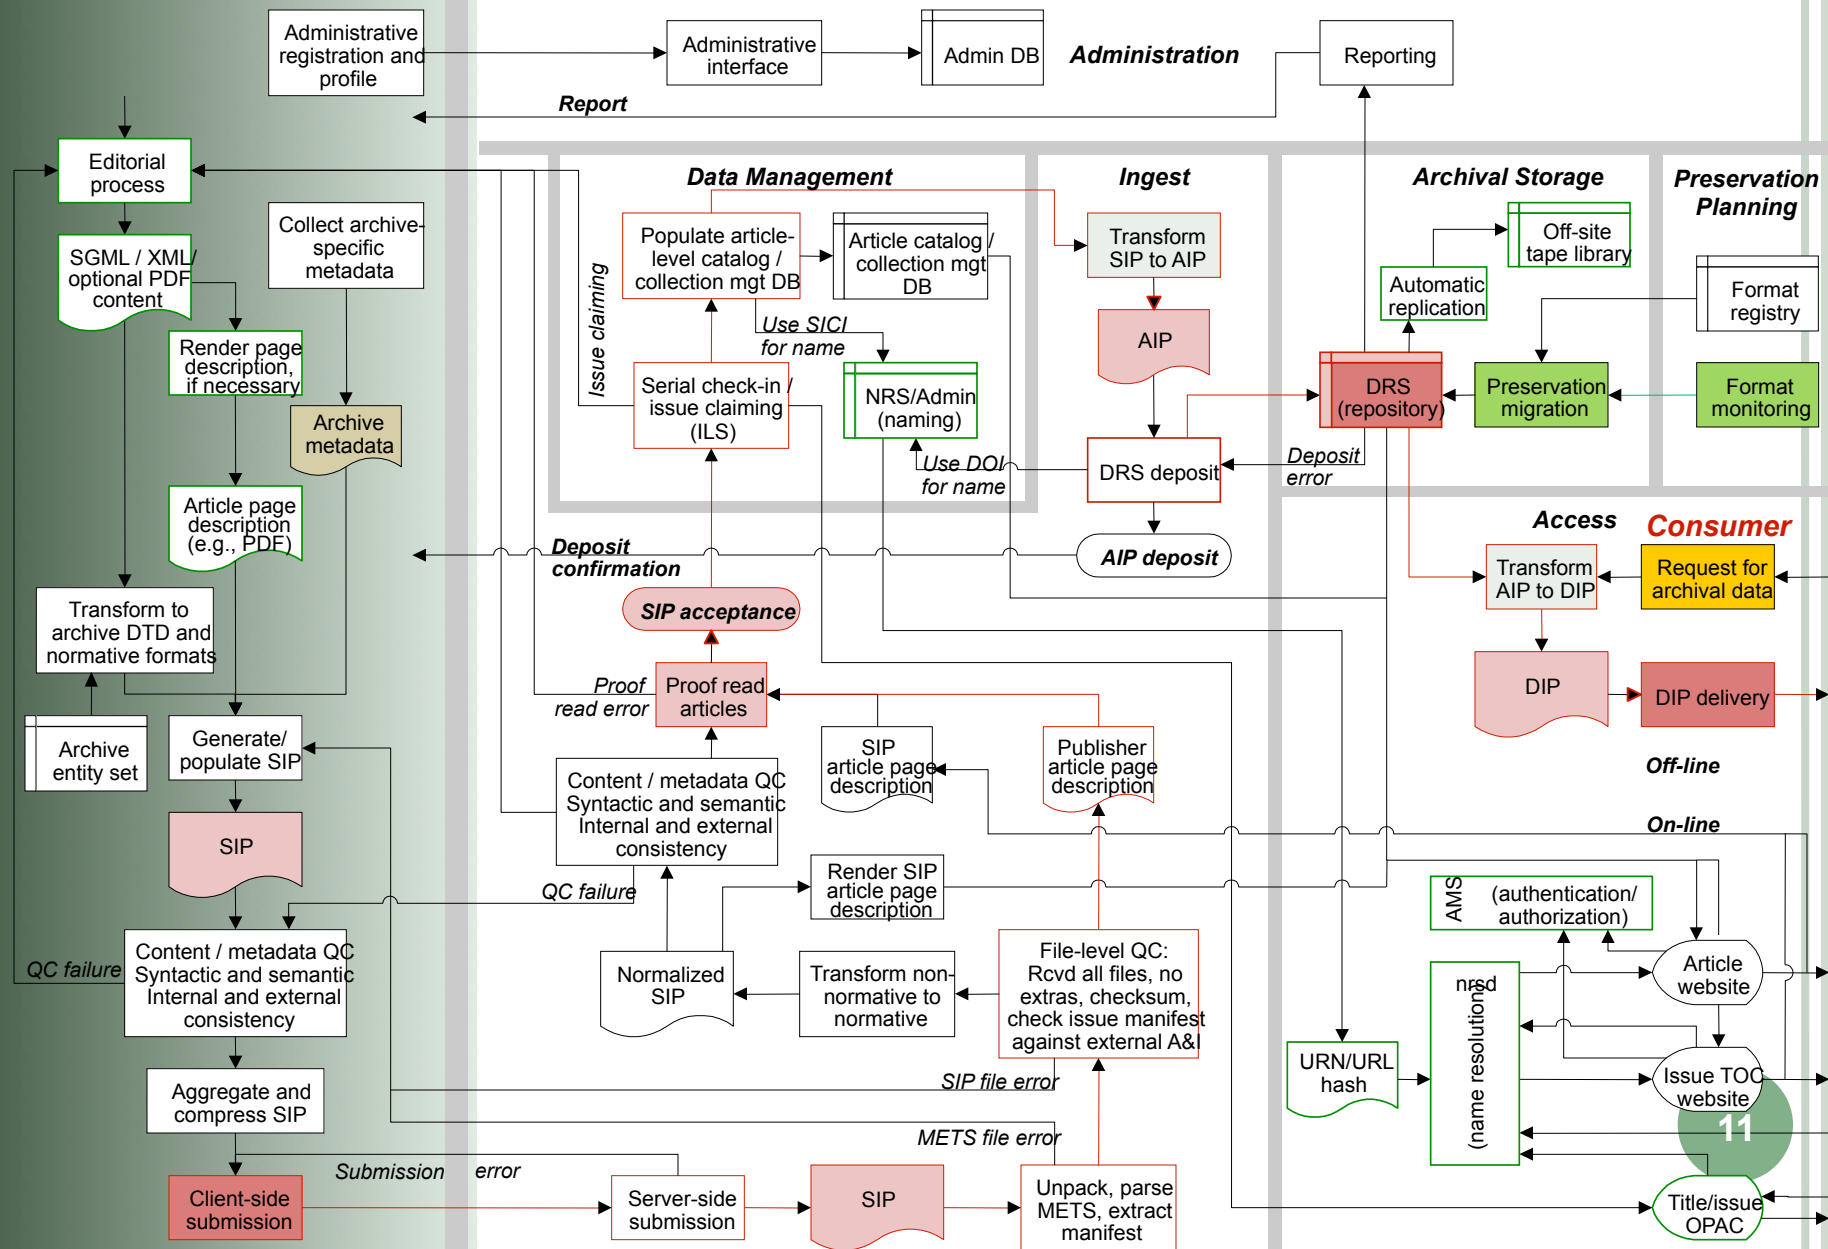 Administrative
registration and
profile
Administrative
interface
Admin DB
Administration
Reporting
Report
Editorial
process
Data Management
Ingest
Archival Storage
Preservation
Planning
Collect archive-
specific
metadata
SGML / XML/
optional PDF
content
Populate article-
level catalog /
collection mgt DB
Article catalog /
collection mgt
DB
Transform
SIP to AIP
Off-site
tape library
Automatic
replication
Format
registry
Issue claiming
Use SICI
for name
AIP
Render page
description,
if necessary
Serial check-in /
issue claiming
(ILS)
NRS/Admin
(naming)
DRS
(repository)
Preservation
migration
Format
monitoring
Archive
metadata
Use DOI
for name
DRS deposit
Deposit
error
Article page
description
(e.g., PDF)
Access
Consumer
Deposit
confirmation
AIP deposit
Transform
AIP to DIP
Request for
archival data
Transform to
archive DTD and
normative formats
SIP acceptance
Proof
read error
Proof read
articles
DIP
DIP delivery
Archive
entity set
Generate/
populate SIP
SIP
article page
description
Publisher
article page
description
Off-line
Content / metadata QC
Syntactic and semantic
Internal and external
consistency
On-line
SIP
QC failure
Render SIP
article page
description
AMS
(authentication/
authorization)
QC failure
Content / metadata QC
Syntactic and semantic
Internal and external
consistency
Normalized
SIP
Transform non-
normative to
normative
File-level QC:
Rcvd all files, no
extras, checksum,
check issue manifest
against external A&I
nrsd
(name resolution)
Article
website
URN/URL
hash
Issue TOC
website
Aggregate and
compress SIP
SIP file error
METS file error
11
Submission error
Client-side
submission
Server-side
submission
SIP
Unpack, parse
METS, extract
manifest
Title/issue
OPAC